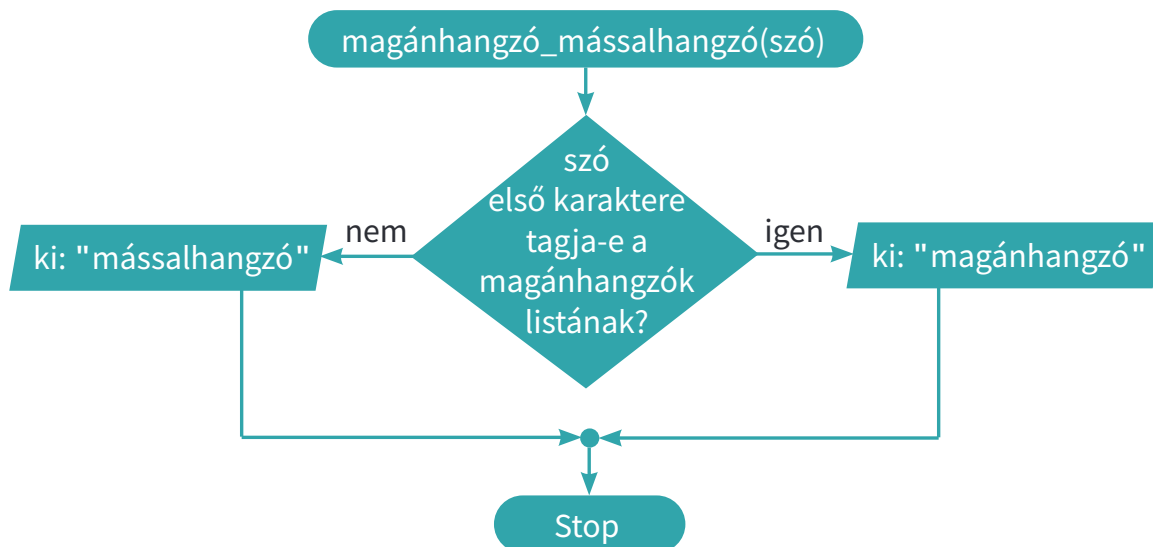 magánhangzó_mássalhangzó(szó)
szó
első karaktere
tagja-e a
magánhangzók
listának?
nem
igen
ki: "mássalhangzó"
ki: "magánhangzó"
Stop